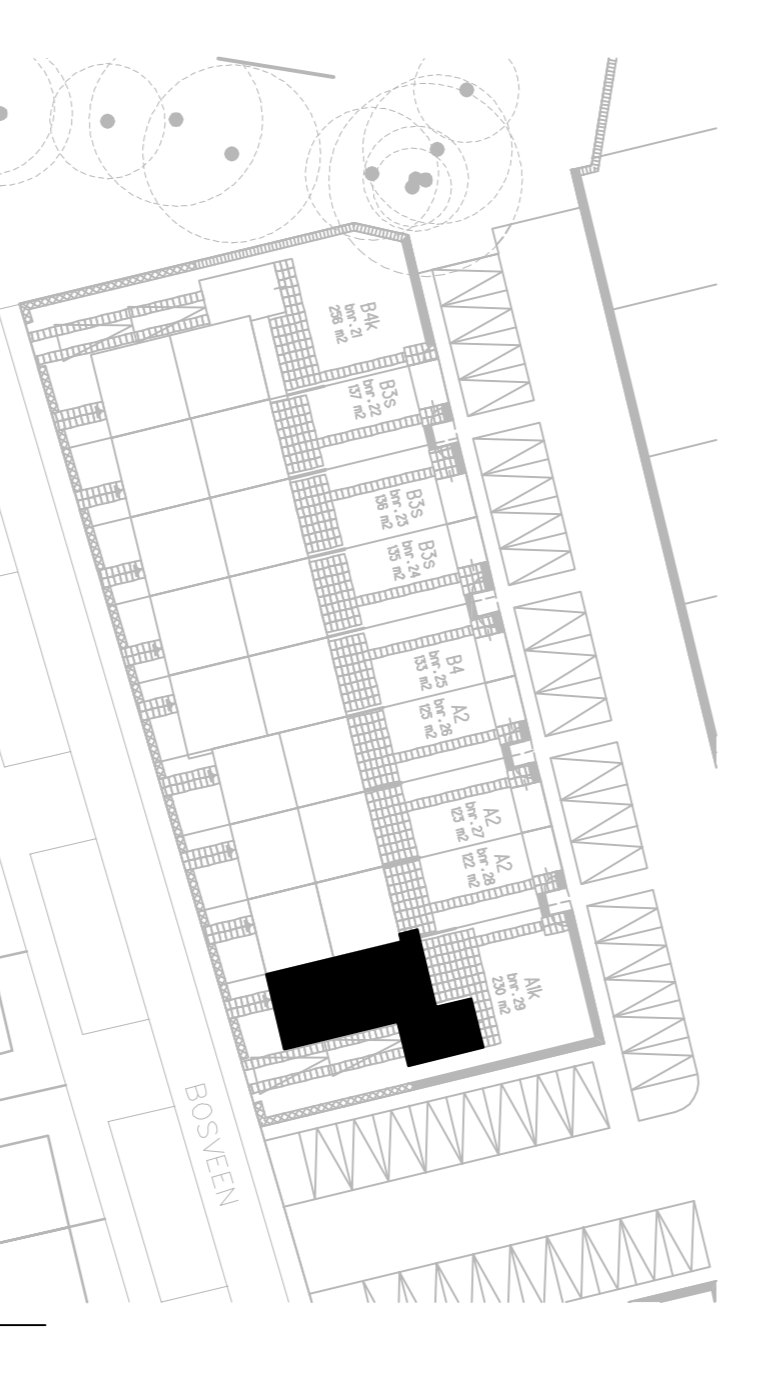 B4k
bnr.21
298 m2
B3s
bnr.22
137 m2
B3s
bnr.23
136 m2
B3s
bnr.24
135 m2
B4
bnr.25
133 m2
A2
bnr.26
125 m2
A2
bnr.27
123 m2
A2
bnr.28
122 m2
A1k
bnr.29
230 m2
BOSVEEN